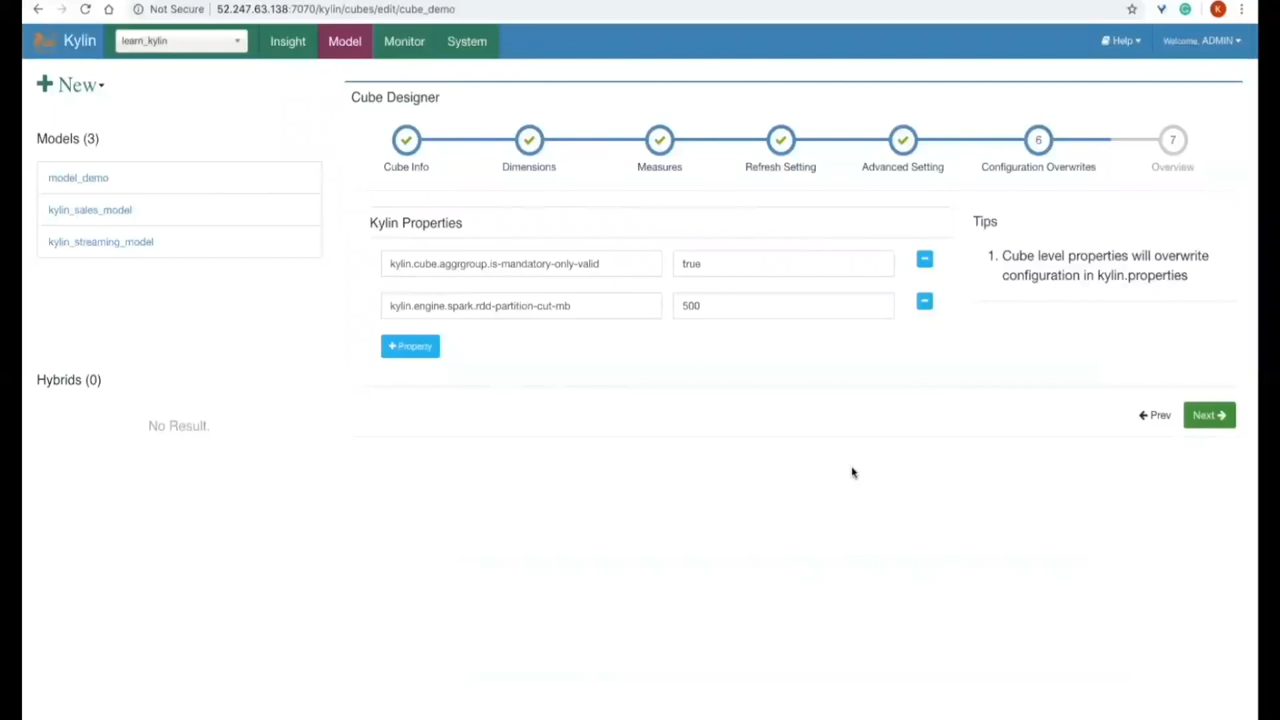 Not Secure | 52.247.63.138:7070/kylin/cubes/edit/cube_demo
K
Kylin learn_kylin Insight Model Monitor System Help Welcome, ADMIN
New
Cube Designer
Models (3)
6 7
Cube Info Dimensions Measures Refresh Setting Advanced Setting Configuration Overwrites Overview
model_demo
kylin_sales_model
kylin_streaming_model
Kylin Properties
Tips
kylin.cube.aggrgroup.is-mandatory-only-valid true
1. Cube level properties will overwrite
configuration in kylin.properties
kylin.engine.spark.rdd-partition-cut-mb 500
+ Property
Hybrids (0)
No Result.
Prev Next